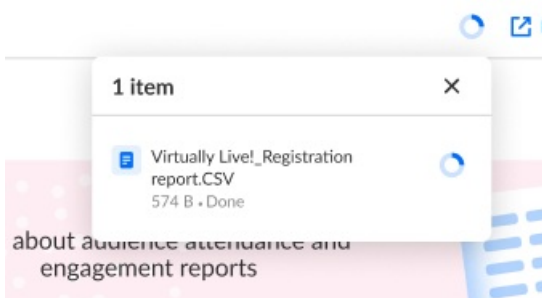 1 item
Virtually Live!_Registration
report.CSV
574 B • Done
about audience attendance and
engagement reports